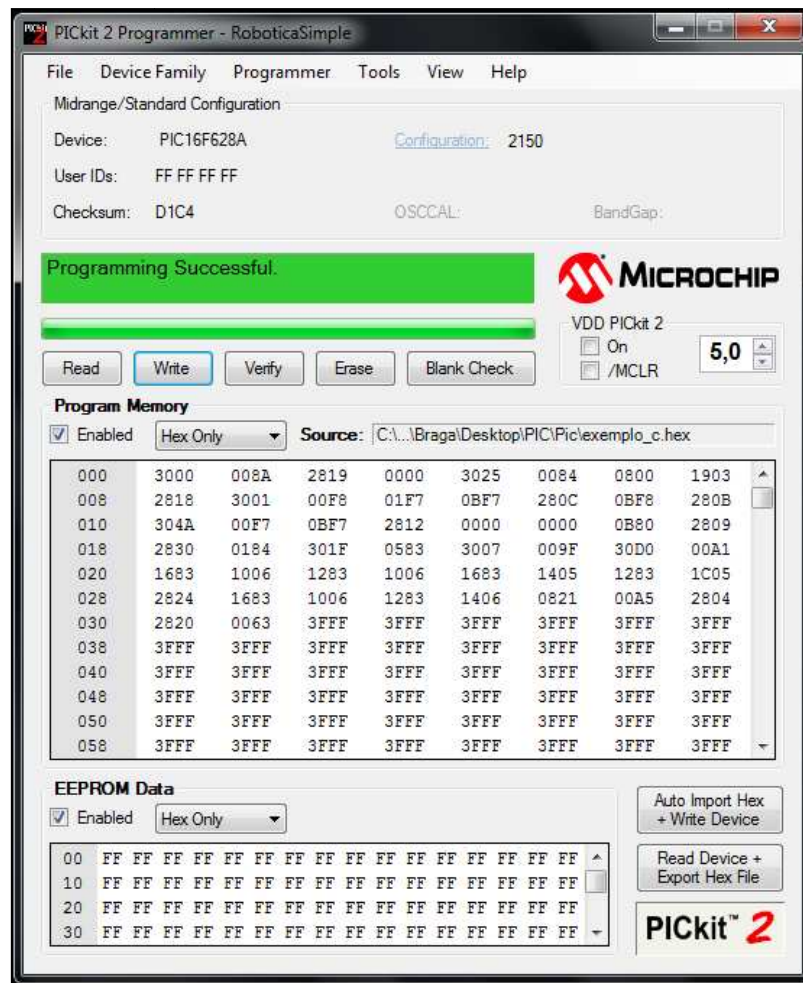 PICkit 2 Programmer - RoboticaSimple
File Device Family Programmer Tools View Help
Midrange/Standard Configuration
Device: PIC16F628A Configuration: 2150
User IDs: FF FF FF FF
Checksum: D1C4 OSCCAL: BandGap:
Programming Successful.
MICROCHIP
VDD PICkit 2
On
/MCLR
5,0
Read Write Verify Erase Blank Check
Program Memory
Enabled Hex Only Source: C:\...\Braga\Desktop\PIC\Pic\exemplo_c.hex
000 3000 008A 2819 0000 3025 0084 0800 1903
008 2818 3001 00F8 01F7 0BF7 280C 0BF8 280B
010 304A 00F7 0BF7 2812 0000 0000 0B80 2809
018 2830 0184 301F 0583 3007 009F 30D0 00A1
020 1683 1006 1283 1006 1683 1405 1283 1C05
028 2824 1683 1006 1283 1406 0821 00A5 2804
030 2820 0063 3FFF 3FFF 3FFF 3FFF 3FFF 3FFF
038 3FFF 3FFF 3FFF 3FFF 3FFF 3FFF 3FFF 3FFF
040 3FFF 3FFF 3FFF 3FFF 3FFF 3FFF 3FFF 3FFF
048 3FFF 3FFF 3FFF 3FFF 3FFF 3FFF 3FFF 3FFF
050 3FFF 3FFF 3FFF 3FFF 3FFF 3FFF 3FFF 3FFF
058 3FFF 3FFF 3FFF 3FFF 3FFF 3FFF 3FFF 3FFF
EEPROM Data
Enabled Hex Only
00 FF FF FF FF FF FF FF FF FF FF FF FF FF FF FF FF
10 FF FF FF FF FF FF FF FF FF FF FF FF FF FF FF FF
20 FF FF FF FF FF FF FF FF FF FF FF FF FF FF FF FF
30 FF FF FF FF FF FF FF FF FF FF FF FF FF FF FF FF
Auto Import Hex
+ Write Device
Read Device +
Export Hex File
PICkit™ 2